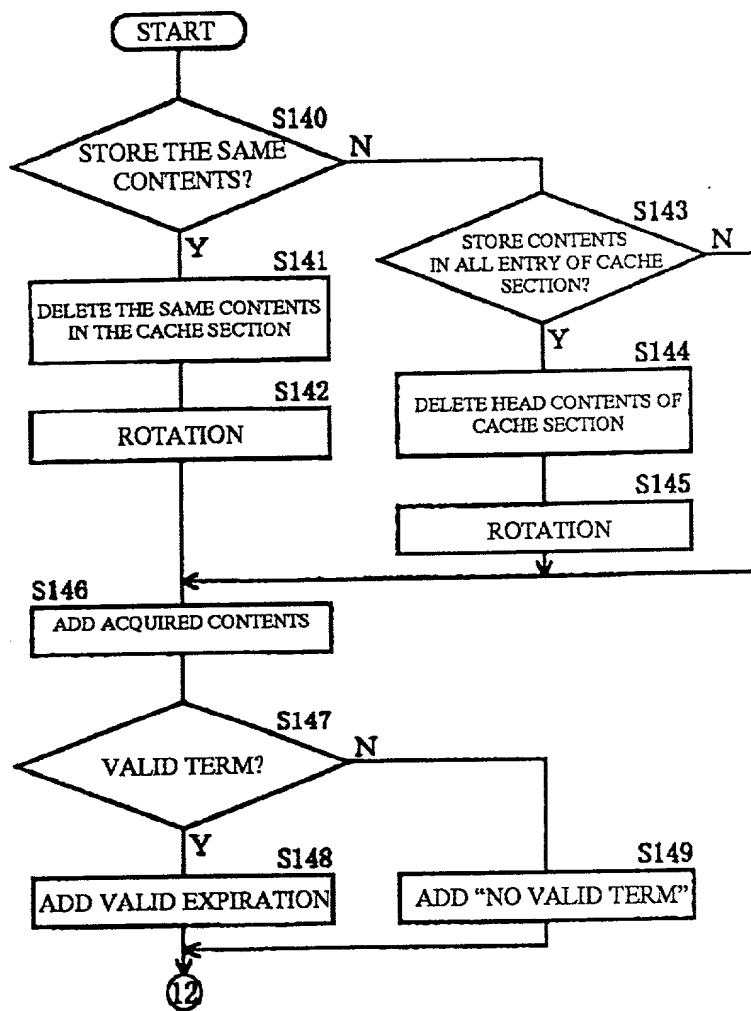 START
S140
STORE THE SAME
CONTENTS?
N
Y
S143
STORE CONTENTS
IN ALL ENTRY OF CACHE
SECTION?
N
Y
S141
DELETE THE SAME CONTENTS
IN THE CACHE SECTION
S142
ROTATION
S144
DELETE HEAD CONTENTS OF
CACHE SECTION
S145
ROTATION
S146
ADD ACQUIRED CONTENTS
S147
VALID TERM?
N
Y
S148
ADD VALID EXPIRATION
S149
ADD “NO VALID TERM”
12